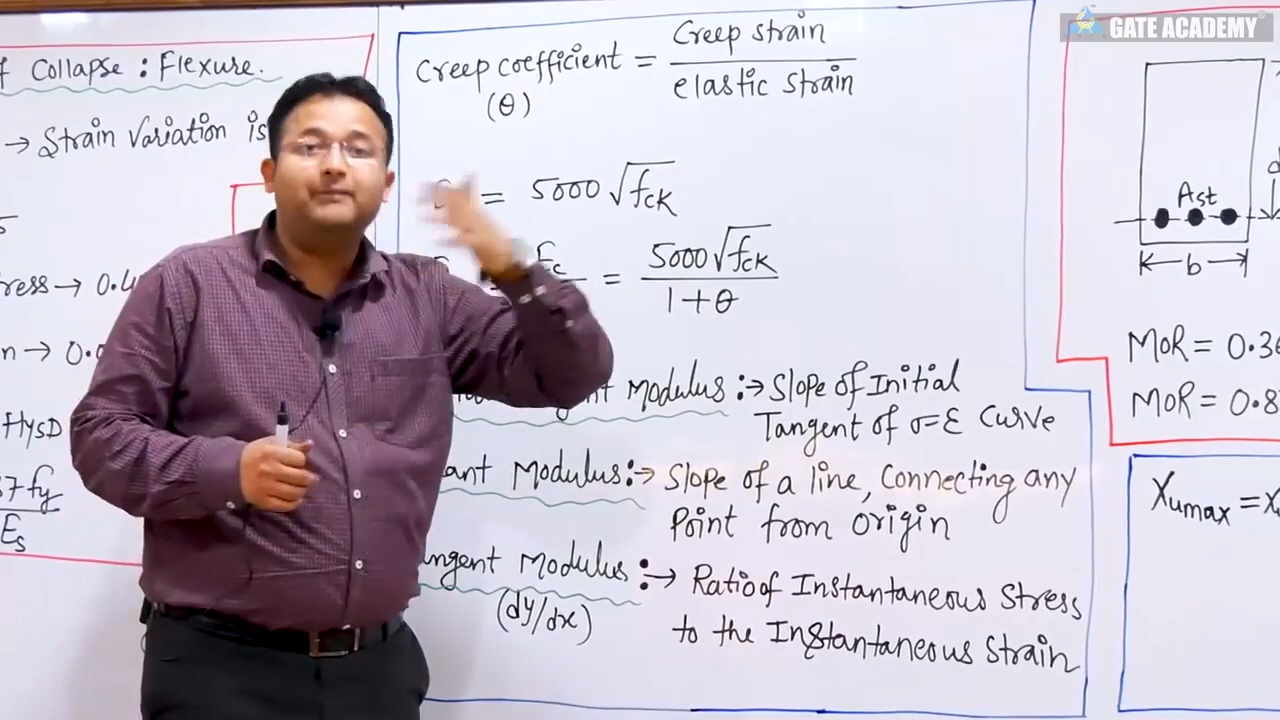 GATE ACADEMY
Collapse : Flexure.
→ Strain variation is
ress → 0.4
n → 0.0
HYSD
7fy
Es
Creep coefficient = Creep strain
elastic strain
(θ)
= 5000 √fck
Ec = 5000 √fck
1+θ
Modulus :→ Slope of Initial
Tangent of σ-ε Curve
ant Modulus :→ Slope of a line, Connecting any
Point from origin
ngent Modulus :→ Ratio of Instantaneous Stress
(dy/dx) to the Instantaneous Strain
Ast
d
b
MOR = 0.36
MOR = 0.8
Xumax = x